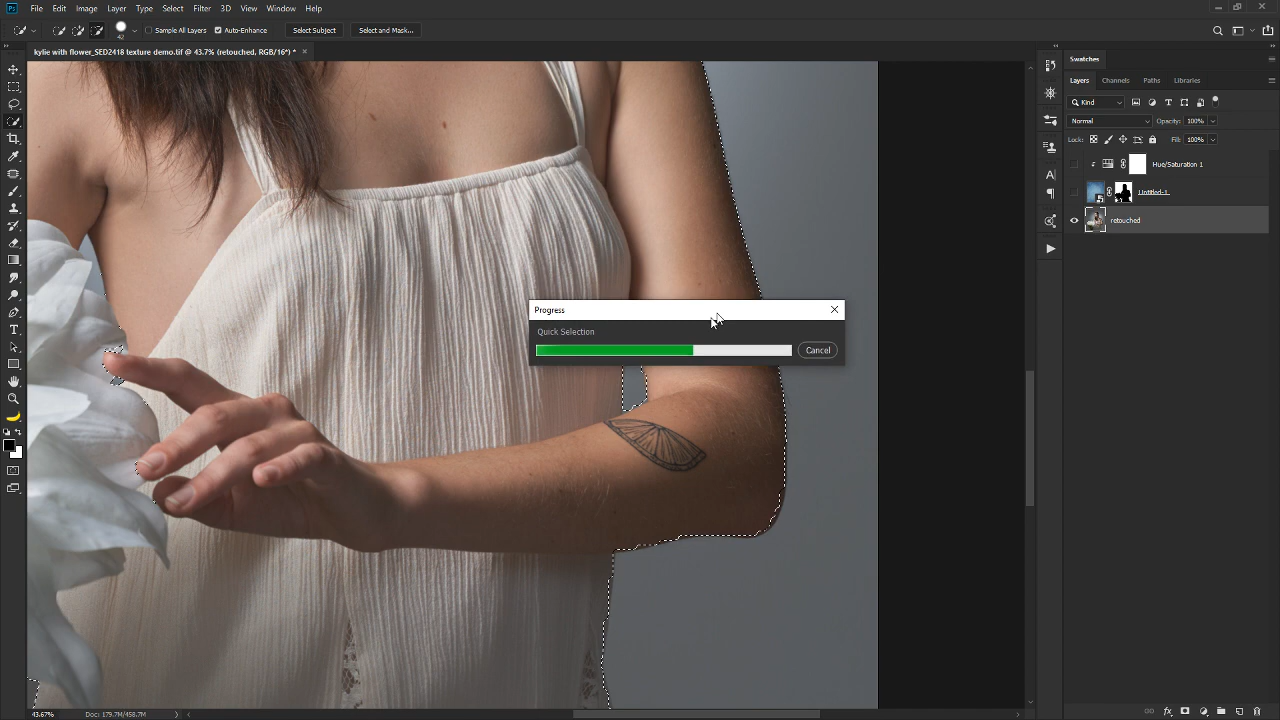 Ps File Edit Image Layer Type Select Filter 3D View Window Help
42 Sample All Layers Auto-Enhance Select Subject Select and Mask...
kylie with flower_SED2418 texture demo.tif @ 43.7% (retouched, RGB/16*) *
Swatches
Layers Channels Paths Libraries
Kind
Normal Opacity: 100%
Lock: Fill: 100%
Hue/Saturation 1
Untitled-1
retouched
Progress
Quick Selection
Cancel
43.67% Doc: 179.7M/458.7M